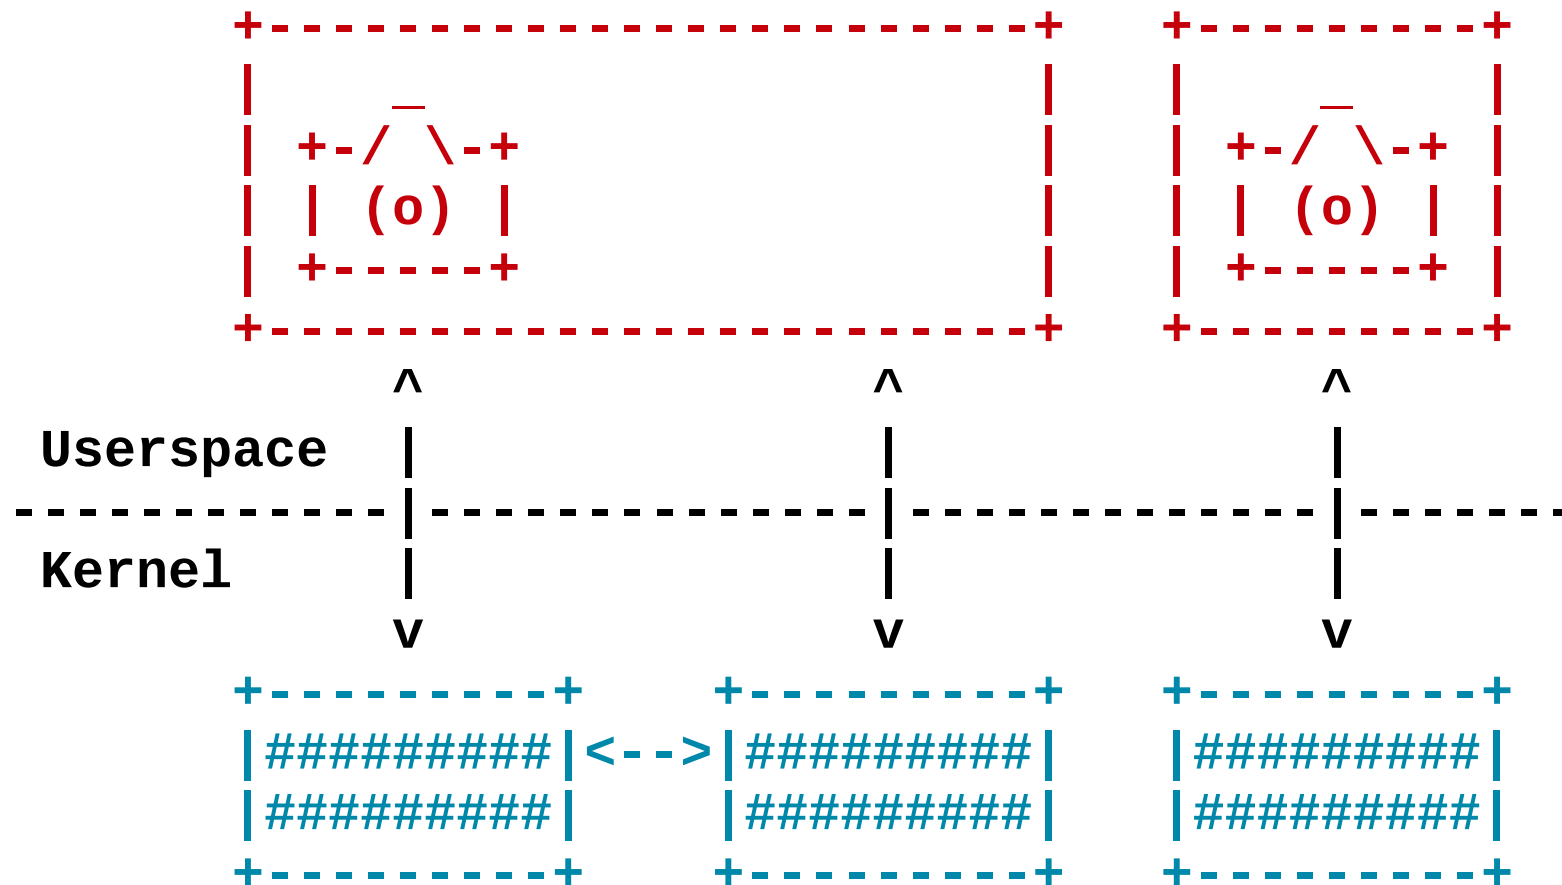 +------------------------+   +---------+
       |    _                   |   |    _    |
       | +-/ \-+                |   | +-/ \-+ |
       | | (o) |                |   | | (o) | |
       | +-----+                |   | +-----+ |
       +------------------------+   +---------+
            ^              ^             ^
 Userspace  |              |             |
------------|--------------|-------------|------
 Kernel     |              |             |
            v              v             v
       +---------+    +---------+   +---------+
       |#########|<-->|#########|   |#########|
       |#########|    |#########|   |#########|
       +---------+    +---------+   +---------+